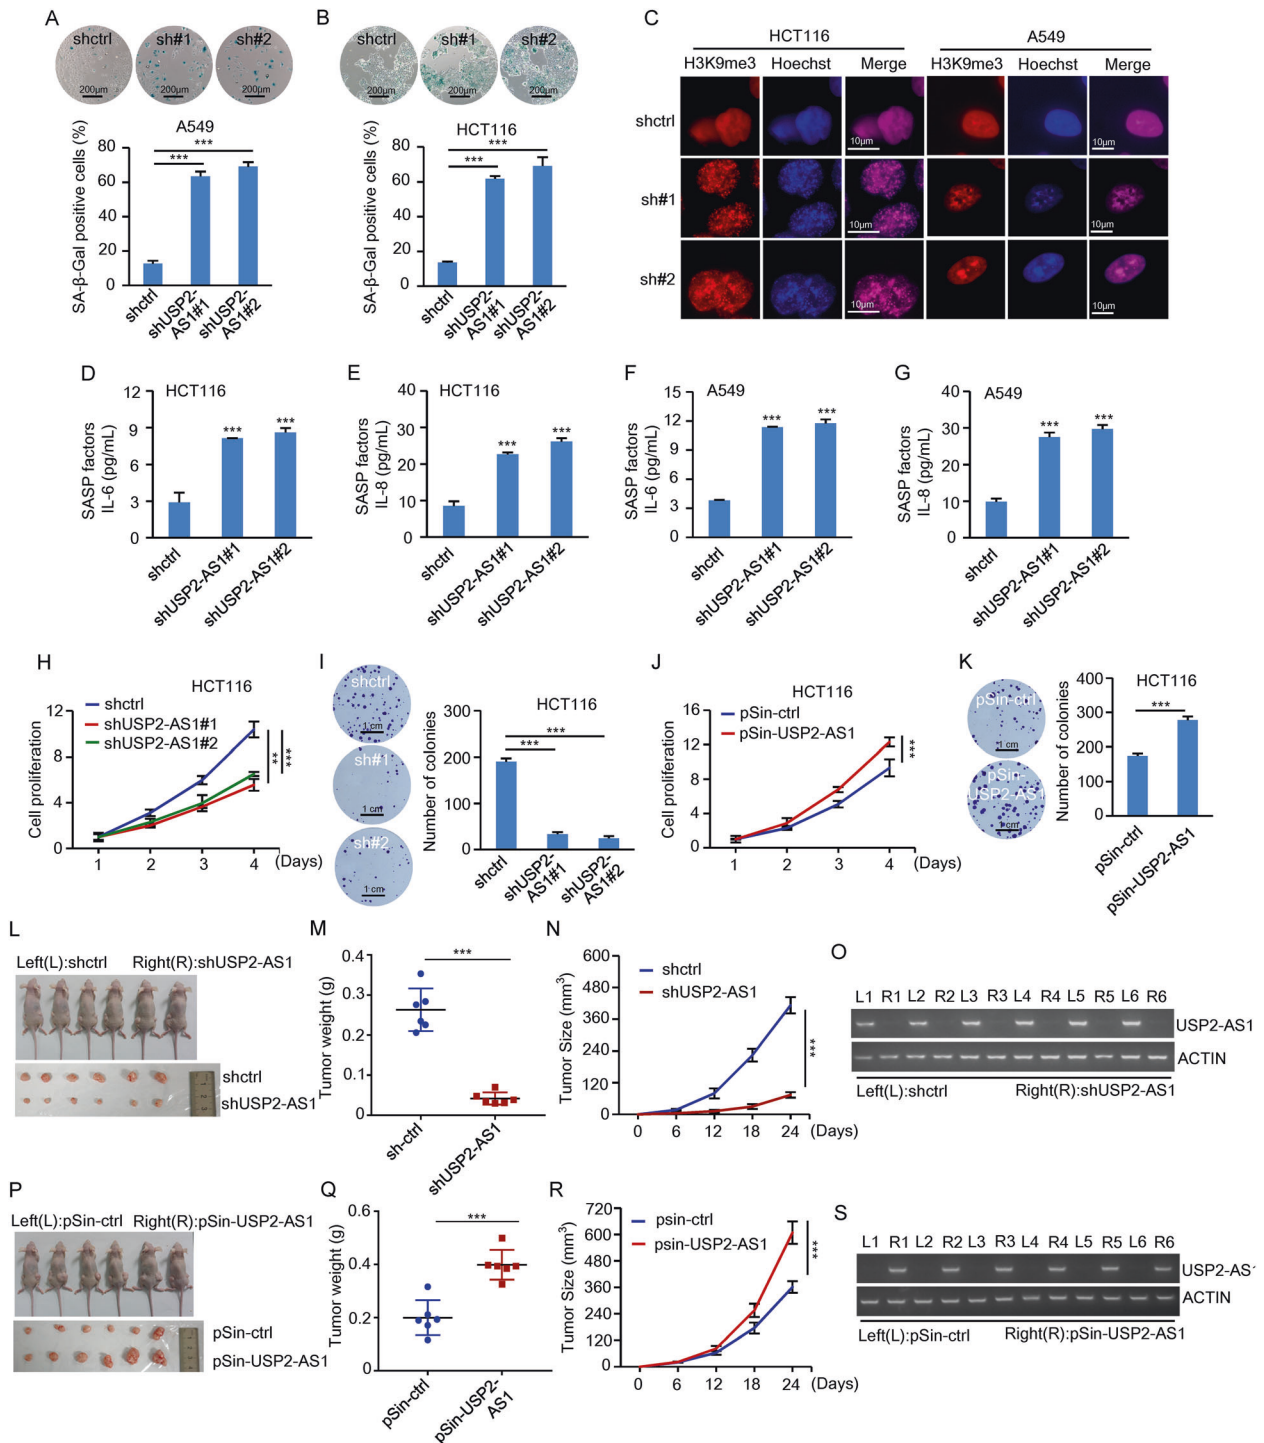 A
shctrl
sh#1
sh#2
200μm
200μm
200μm
A549
SA-β-Gal positive cells (%)
80
60
40
20
0
***
***
shctrl
shUSP2-
AS1#1
shUSP2-
AS1#2
B
shctrl
sh#1
sh#2
200μm
200μm
200μm
HCT116
SA-β-Gal positive cells (%)
80
60
40
20
0
***
***
shctrl
shUSP2-
AS1#1
shUSP2-
AS1#2
C
HCT116
A549
H3K9me3 Hoechst Merge
H3K9me3 Hoechst Merge
shctrl
10μm
10μm
sh#1
10μm
10μm
sh#2
10μm
10μm
D
HCT116
SASP factors
IL-6 (pg/mL)
12
9
6
3
0
***
***
shctrl
shUSP2-AS1#1
shUSP2-AS1#2
E
HCT116
SASP factors
IL-8 (pg/mL)
40
30
20
10
0
***
***
shctrl
shUSP2-AS1#1
shUSP2-AS1#2
F
A549
SASP factors
IL-6 (pg/mL)
15
12
9
6
3
0
***
***
shctrl
shUSP2-AS1#1
shUSP2-AS1#2
G
A549
SASP factors
IL-8 (pg/mL)
40
30
20
10
0
***
***
shctrl
shUSP2-AS1#1
shUSP2-AS1#2
H
HCT116
shctrl
shUSP2-AS1#1
shUSP2-AS1#2
Cell proliferation
12
8
4
0
**
***
1 2 3 4 (Days)
I
shctrl
1 cm
sh#1
1 cm
sh#2
1 cm
HCT116
Number of colonies
300
200
100
0
***
***
shctrl
shUSP2-
AS1#1
shUSP2-
AS1#2
J
HCT116
pSin-ctrl
pSin-USP2-AS1
Cell proliferation
16
12
8
4
0
***
1 2 3 4 (Days)
K
pSin-ctrl
1 cm
pSin-
USP2-AS1
1 cm
HCT116
Number of colonies
400
300
200
100
0
***
pSin-ctrl
pSin-USP2-AS1
L
Left(L):shctrl Right(R):shUSP2-AS1
shctrl
shUSP2-AS1
M
Tumor weight (g)
0.4
0.3
0.2
0.1
0
***
sh-ctrl
shUSP2-AS1
N
shctrl
shUSP2-AS1
Tumor Size (mm³)
600
480
360
240
120
0
***
0 6 12 18 24 (Days)
O
L1 R1 L2 R2 L3 R3 L4 R4 L5 R5 L6 R6
USP2-AS1
ACTIN
Left(L):shctrl Right(R):shUSP2-AS1
P
Left(L):pSin-ctrl Right(R):pSin-USP2-AS1
pSin-ctrl
pSin-USP2-AS1
Q
Tumor weight (g)
0.6
0.4
0.2
0
***
pSin-ctrl
pSin-USP2-
AS1
R
psin-ctrl
psin-USP2-AS1
Tumor Size (mm³)
720
600
480
360
240
120
0
***
0 6 12 18 24 (Days)
S
L1 R1 L2 R2 L3 R3 L4 R4 L5 R5 L6 R6
USP2-AS´
ACTIN
Left(L):pSin-ctrl Right(R):pSin-USP2-AS1